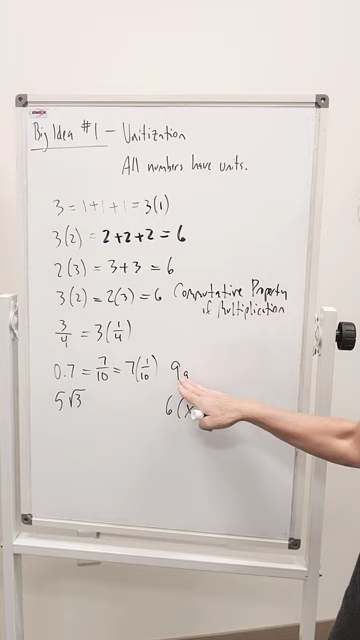 Big Idea #1 - Unitization
All numbers have units.
3 = 1+1+1 = 3(1)
3(2) = 2+2+2 = 6
2(3) = 3+3 = 6
3(2) = 2(3) = 6 Commutative Property of Multiplication
3/4 = 3(1/4)
0.7 = 7/10 = 7(1/10) 9a
5√3 6(x